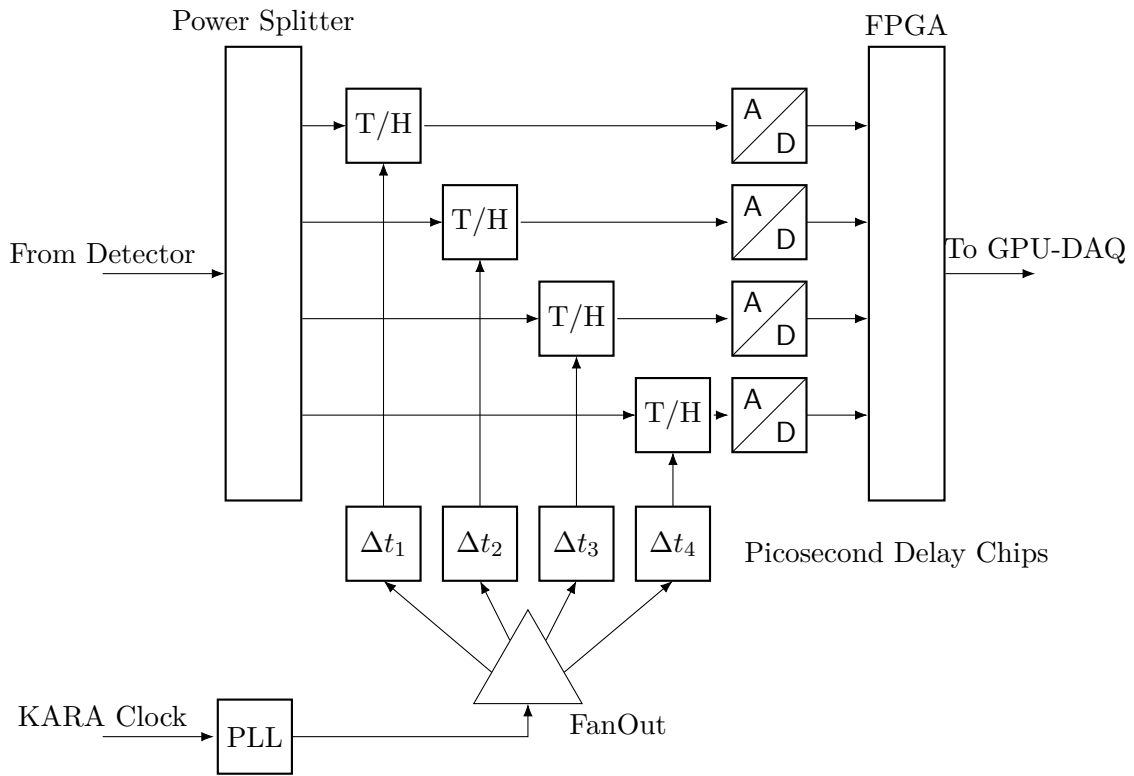 Power Splitter
FPGA
T/H
A
D
T/H
A
D
From Detector
To GPU-DAQ
T/H
A
D
T/H
A
D
Δt₁
Δt₂
Δt₃
Δt₄
Picosecond Delay Chips
KARA Clock
PLL
FanOut